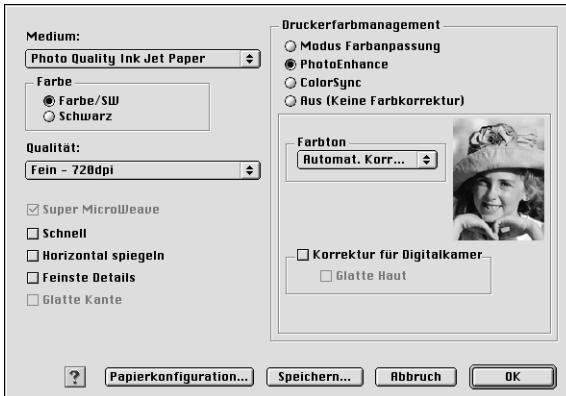 Medium:
Photo Quality Ink Jet Paper
Farbe
Farbe/SW
Schwarz
Qualität:
Fein - 720dpi
Super MicroWeave
Schnell
Horizontal spiegeln
Feinste Details
Glatte Kante
Druckerfarbmanagement
Modus Farbanpassung
PhotoEnhance
ColorSync
Aus (Keine Farbkorrektur)
Farbton
Automat. Korr...
Korrektur für Digitalkamer
Glatte Haut
?
Papierkonfiguration...
Speichern...
Abbruch
OK